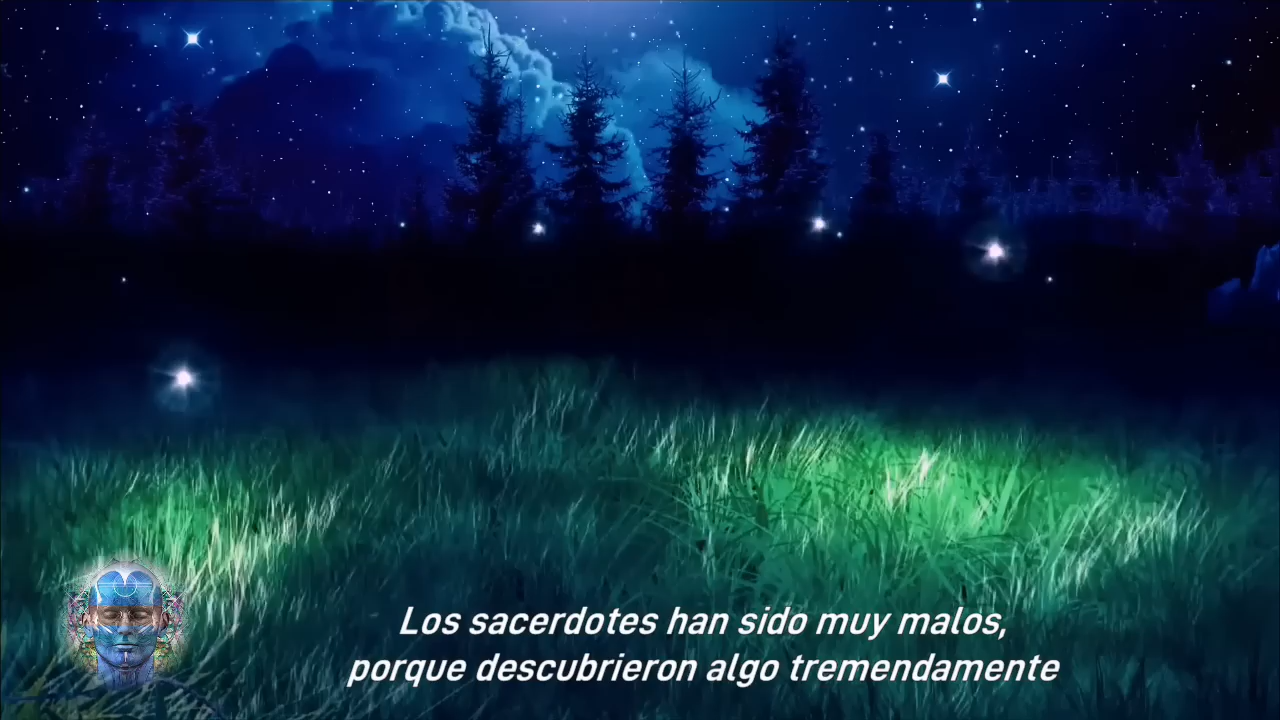 Los sacerdotes han sido muy malos,
porque descubrieron algo tremendamente